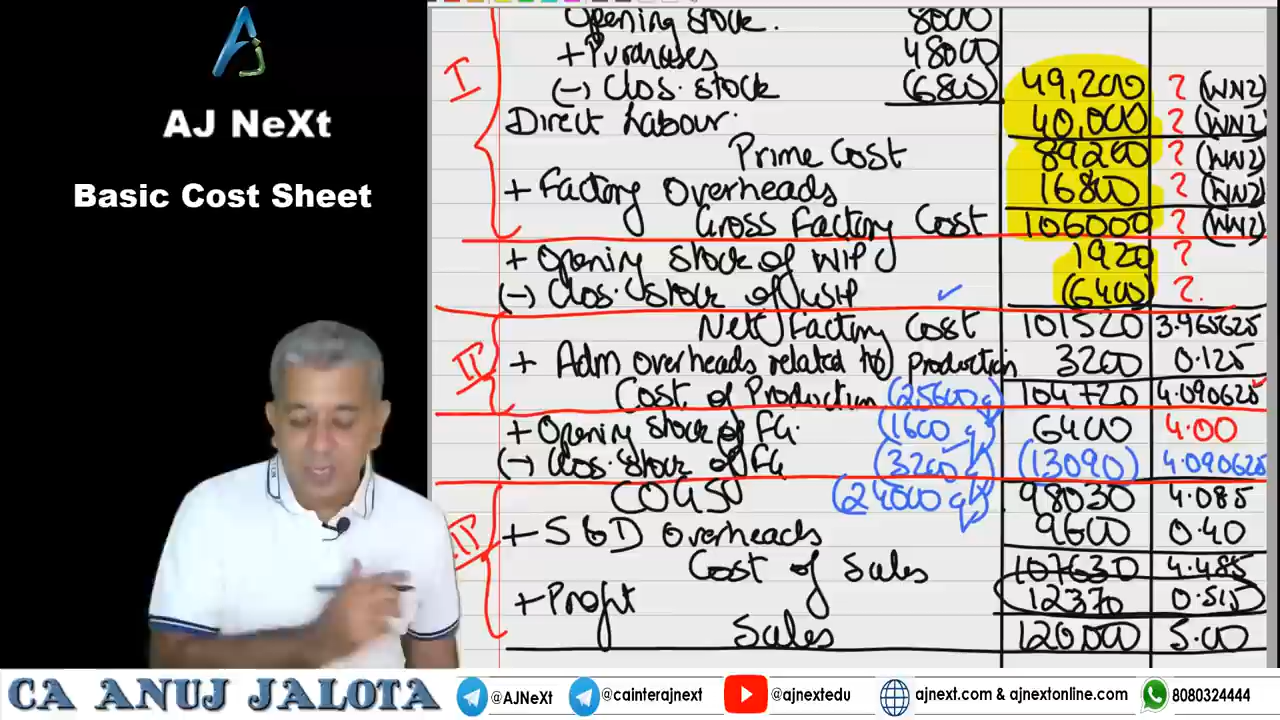 AJ NeXt
Basic Cost Sheet
I
Opening stock. 8000
+ Purchases 48000
(-) Clos. stock (6800) 49,200 ? (WN2)
Direct Labour. 40,000 ? (WN2)
Prime Cost 89200 ? (WN2)
+ Factory Overheads 16800 ? (WN2)
Gross Factory Cost 106000 ? (WN2)
+ Opening stock of WIP 1920 ?
(-) Clos. stock of WIP (6400) ?
II
Net Factory Cost 101520 3.965625
+ Adm overheads related to production 3200 0.125
Cost of Production (25600 q) 104720 4.090625
+ Opening stock of FG. (1600 q) 6400 4.00
(-) Clos. stock of FG (3200 q) (13090) 4.090625
III
COGS (24000 q) 98030 4.085
+ S & D Overheads 9600 0.40
Cost of Sales 107630 4.485
+ Profit 12370 0.515
Sales 120,000 5.00
CA ANUJ JALOTA @AJNeXt @cainterajnext @ajnextedu ajnext.com & ajnextonline.com 8080324444